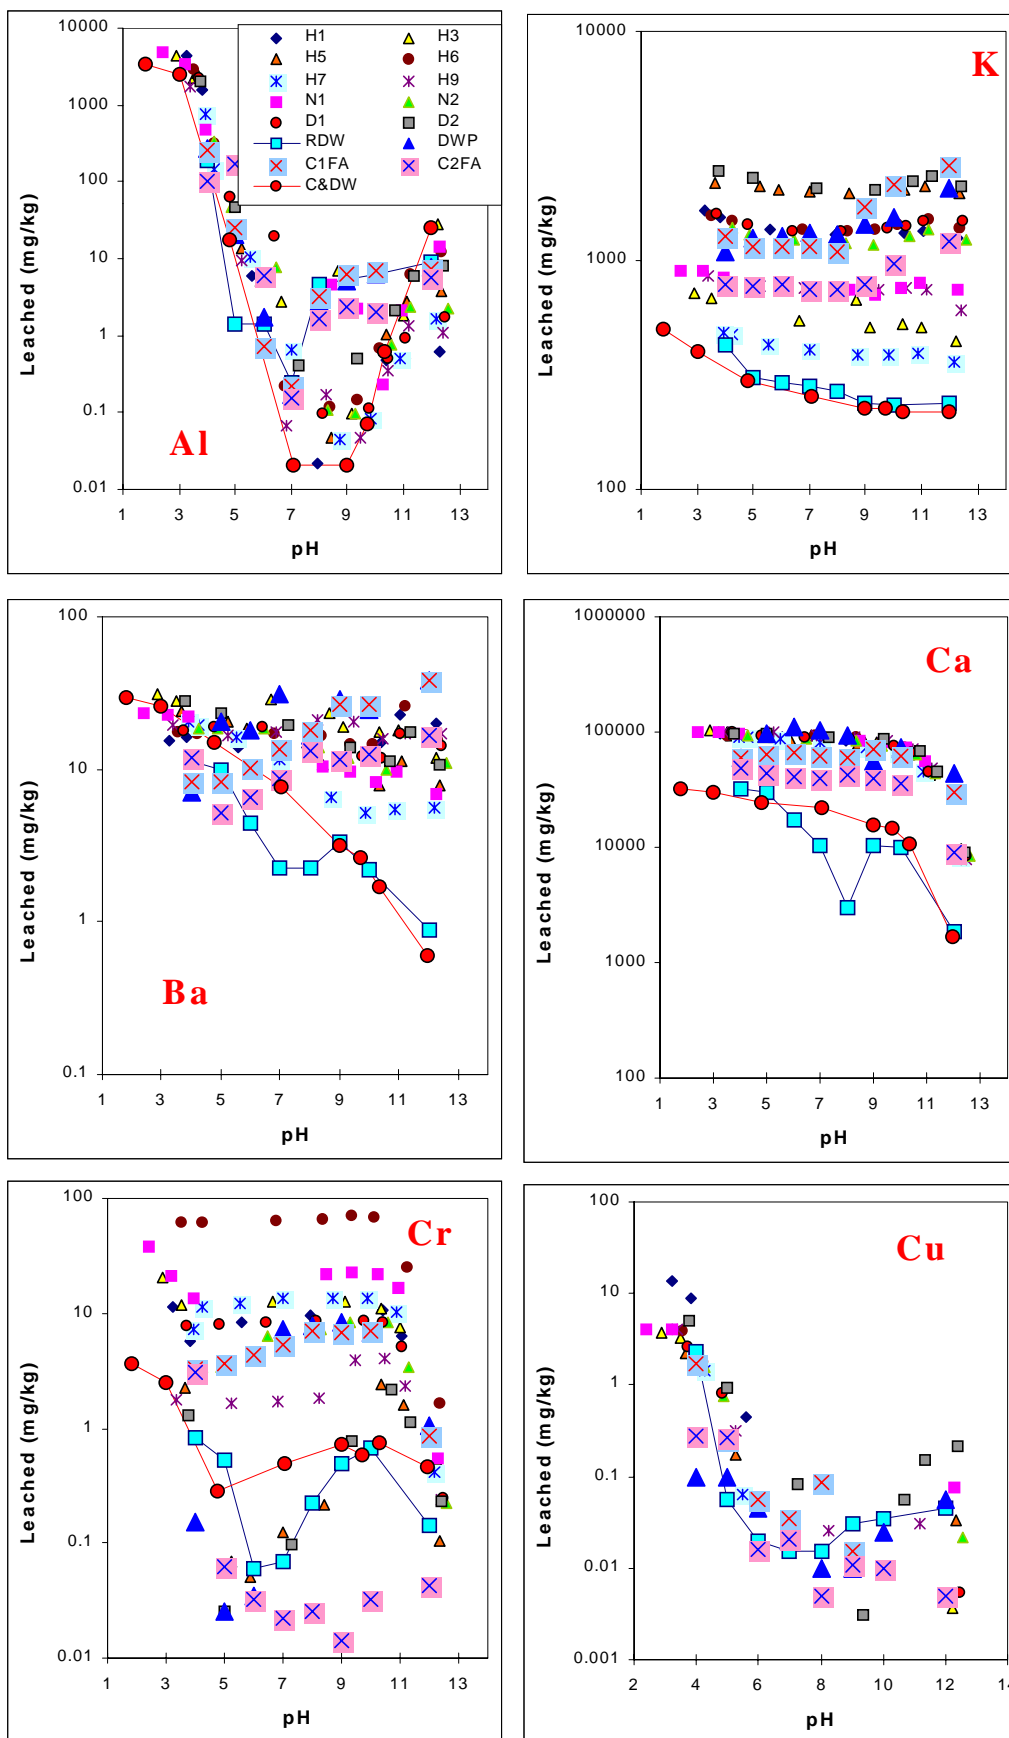 10000
1000
100
10
1
0.1
0.01
Leached (mg/kg)
H1 H3
H5 H6
H7 H9
N1 N2
D1 D2
RDW DWP
C1FA C2FA
C&DW
Al
1 3 5 7 9 11 13
pH
10000
1000
100
Leached (mg/kg)
K
1 3 5 7 9 11 13
pH
100
10
1
0.1
Leached (mg/kg)
Ba
1 3 5 7 9 11 13
pH
1000000
100000
10000
1000
100
Leached (mg/kg)
Ca
1 3 5 7 9 11 13
pH
100
10
1
0.1
0.01
Leached (mg/kg)
Cr
1 3 5 7 9 11 13
pH
100
10
1
0.1
0.01
0.001
Leached (mg/kg)
Cu
2 4 6 8 10 12 14
pH